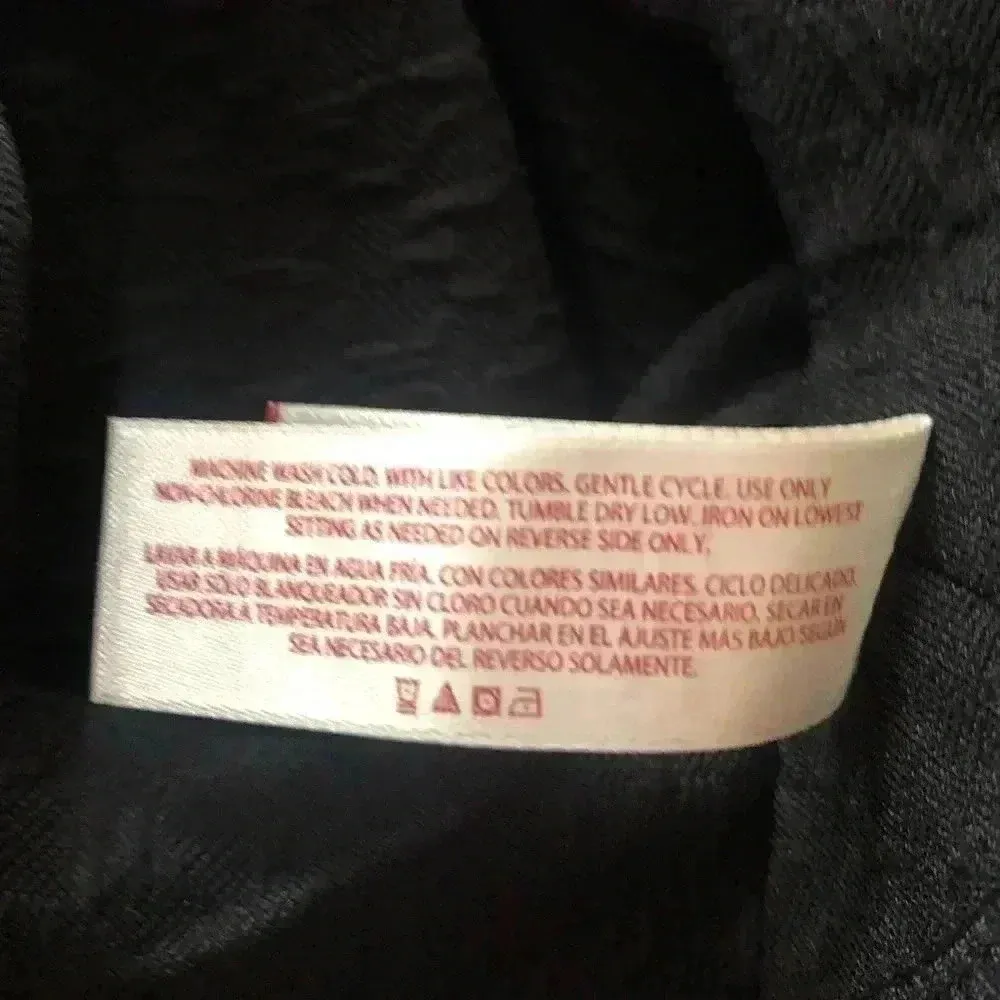 MACHINE WASH COLD, WITH LIKE COLORS. GENTLE CYCLE. USE ONLY
NON-CHLORINE BLEACH WHEN NEEDED. TUMBLE DRY LOW. IRON ON LOWEST
SETTING AS NEEDED ON REVERSE SIDE ONLY.
LAVAR A MÁQUINA EN AGUA FRÍA, CON COLORES SIMILARES. CICLO DELICADO.
USAR SOLO BLANQUEADOR SIN CLORO CUANDO SEA NECESARIO. SECAR EN
SECADORA A TEMPERATURA BAJA. PLANCHAR EN EL AJUSTE MÁS BAJO SEGÚN
SEA NECESARIO DEL REVERSO SOLAMENTE.